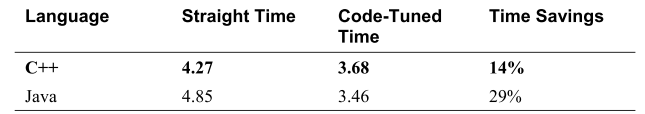 Language Straight Time Code-Tuned Time Time Savings
C++ 4.27 3.68 14%
Java 4.85 3.46 29%